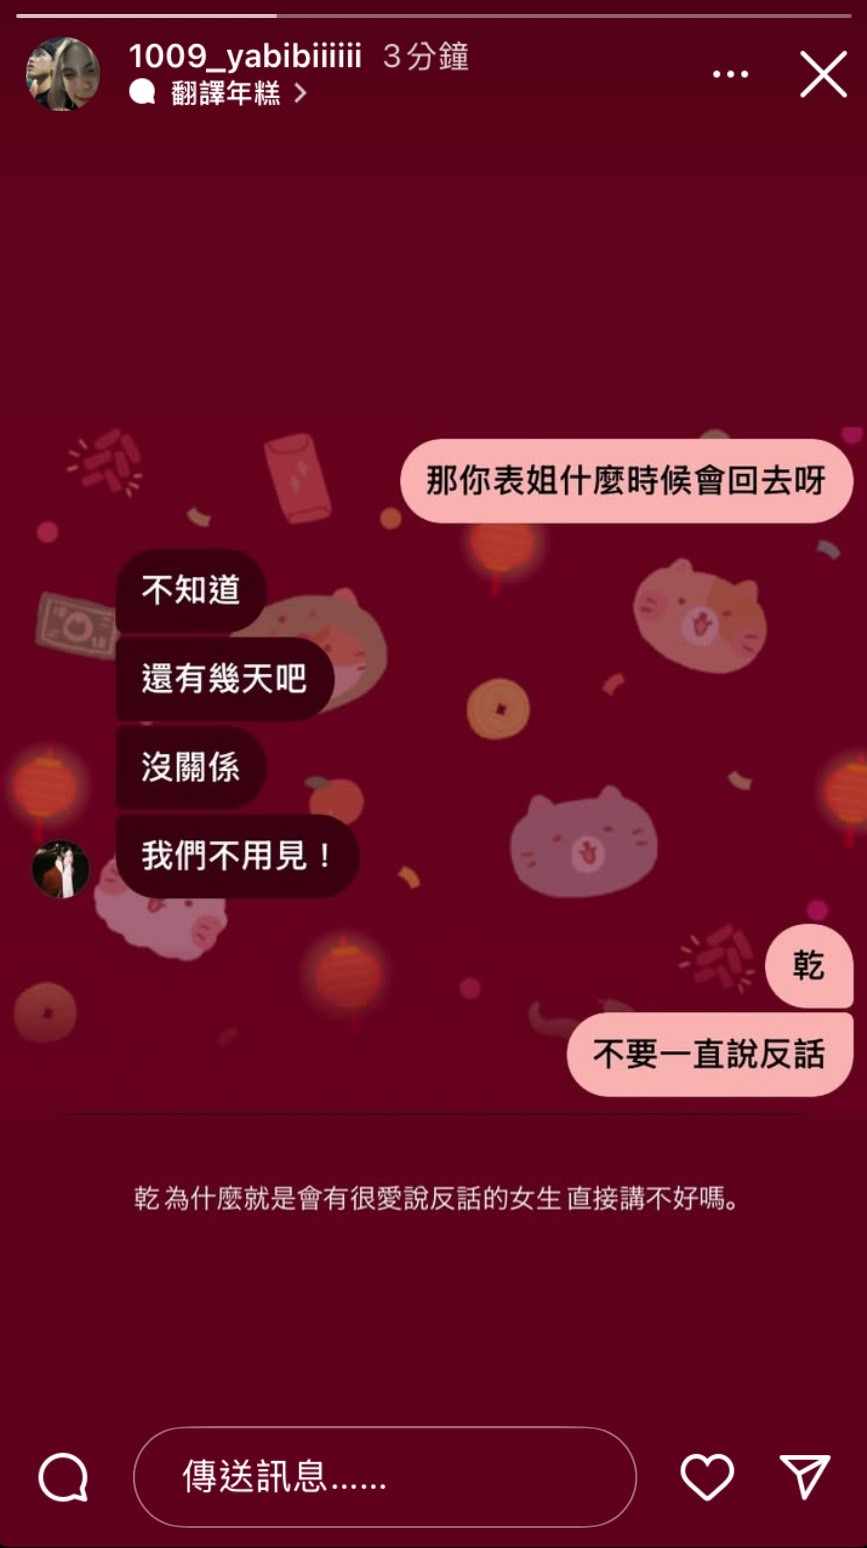 1009_yabibiiiiii 3分鐘
翻譯年糕
那你表姐什麼時候會回去呀
不知道
還有幾天吧
沒關係
我們不用見！
乾
不要一直說反話
乾 為什麼就是會有很愛說反話的女生 直接講不好嗎。
傳送訊息......